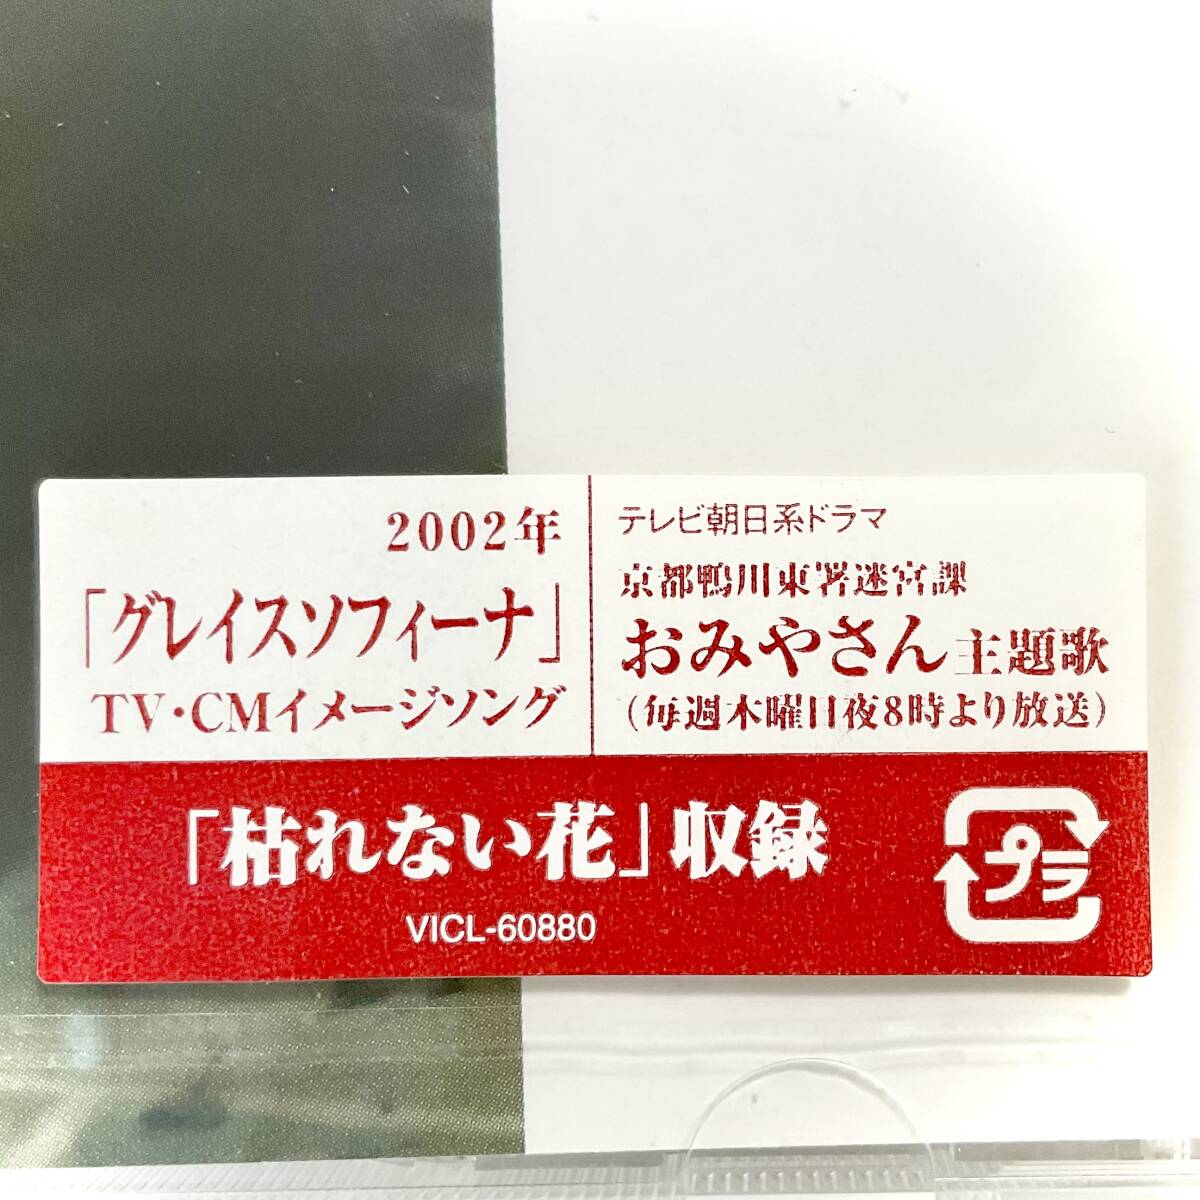 2002年
「グレイスソフィーナ」
TV・CMイメージソング
テレビ朝日系ドラマ
京都鴨川東署迷宮課
おみやさん主題歌
(毎週木曜日夜8時より放送)
「枯れない花」収録
VICL-60880
プラ